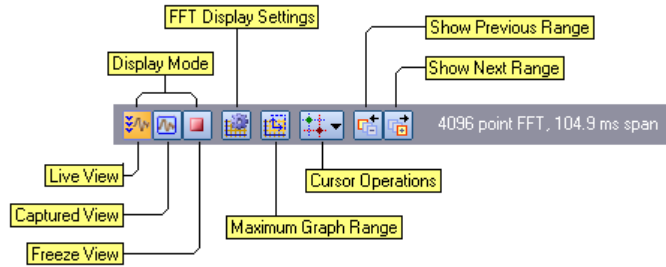 FFT Display Settings
Show Previous Range
Display Mode
Show Next Range
4096 point FFT, 104.9 ms span
Live View
Cursor Operations
Captured View
Maximum Graph Range
Freeze View